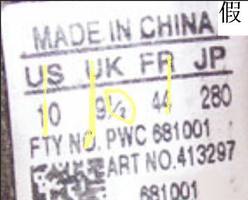 假
MADE IN CHINA
US UK FR JP
10 9½ 44 280
FTY NO. PWC 681001
ART NO.413297
681001